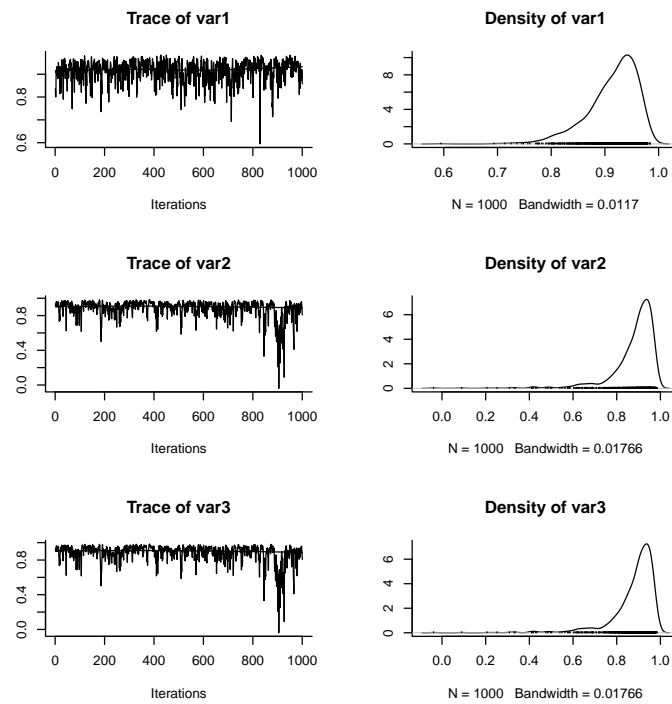 Trace of var1
0.6 0.8
0 200 400 600 800 1000
Iterations
Density of var1
0 4 8
0.6 0.7 0.8 0.9 1.0
N = 1000 Bandwidth = 0.0117
Trace of var2
0.0 0.4 0.8
0 200 400 600 800 1000
Iterations
Density of var2
0 2 4 6
0.0 0.2 0.4 0.6 0.8 1.0
N = 1000 Bandwidth = 0.01766
Trace of var3
0.0 0.4 0.8
0 200 400 600 800 1000
Iterations
Density of var3
0 2 4 6
0.0 0.2 0.4 0.6 0.8 1.0
N = 1000 Bandwidth = 0.01766